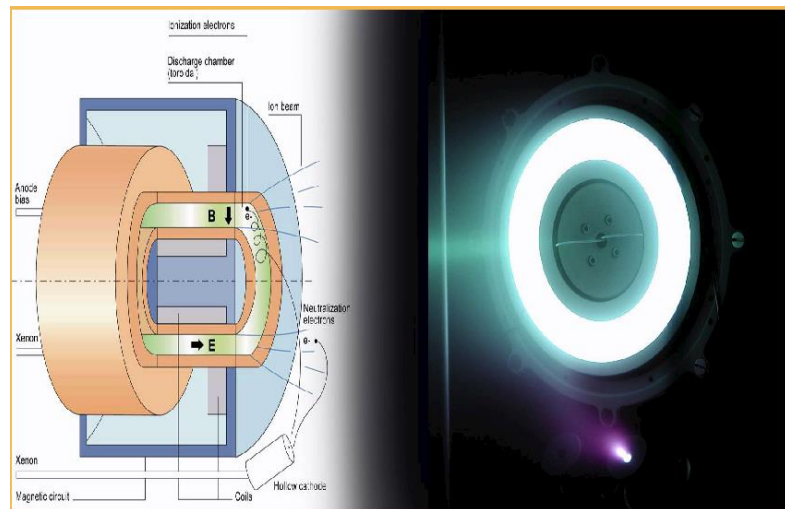 Ionization electrons
Discharge chamber
(toroidal)
Ion beam
Anode
bias
B
e-
Neutralization
electrons
e-
Xenon
E
Xenon
Hollow cathode
Magnetic circuit
Coils